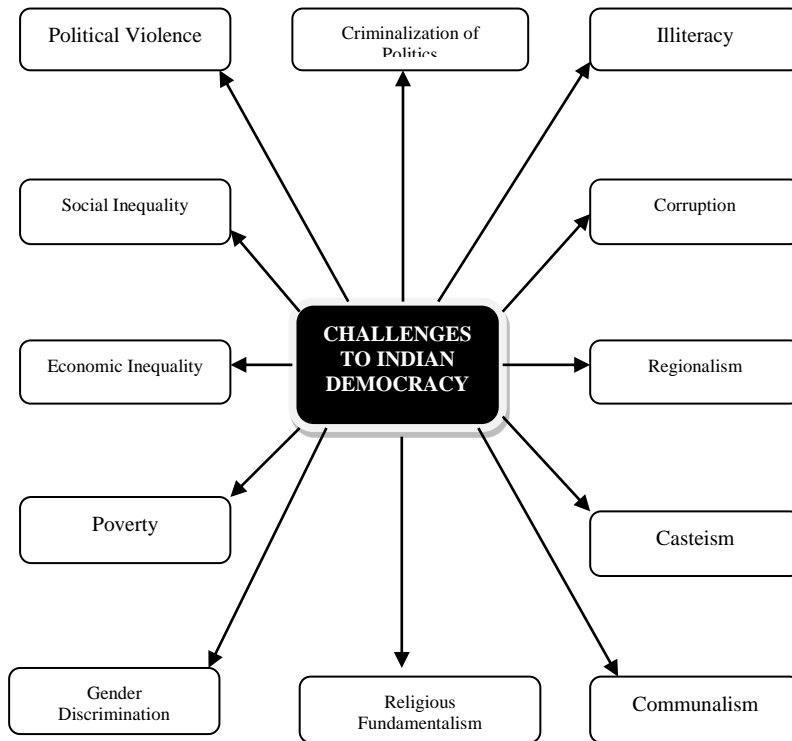 Political Violence
Criminalization of
Politics
Illiteracy
Social Inequality
Corruption
CHALLENGES
TO INDIAN
DEMOCRACY
Economic Inequality
Regionalism
Poverty
Casteism
Gender
Discrimination
Religious
Fundamentalism
Communalism